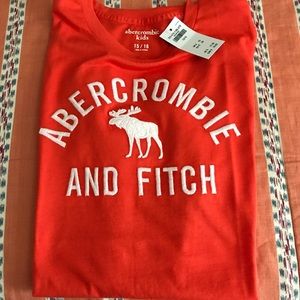 abercrombie
kids
15/16
ABERCROMBIE
AND FITCH